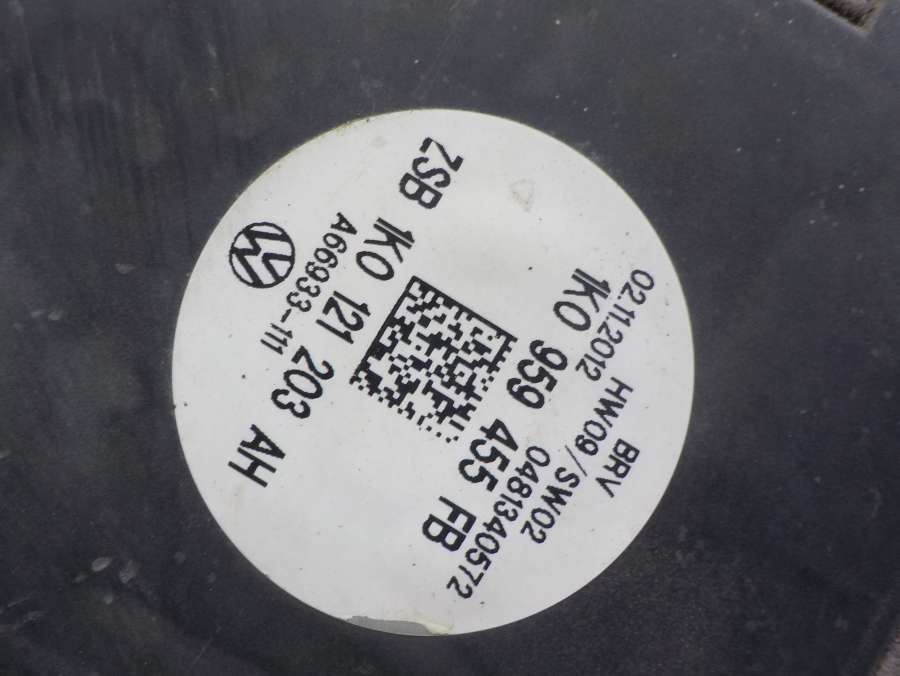 BRV
HW09/SW02
02.11.2012 0481340572
1K0 959 455 FB
ZSB 1K0 121 203 AH
A66933-111